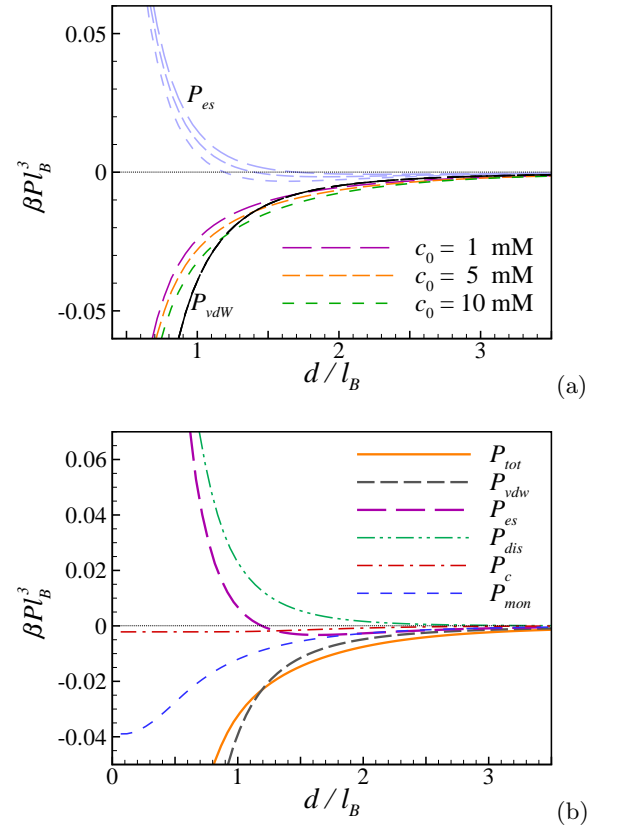 0.05
P_es
βPl_B^3
0
c_0 = 1 mM
c_0 = 5 mM
P_vdW
c_0 = 10 mM
-0.05
1 2 3
d / l_B
(a)
0.06
P_tot
P_vdw
0.04
P_es
P_dis
0.02
P_c
βPl_B^3
P_mon
0
-0.02
-0.04
0 1 2 3
d / l_B
(b)